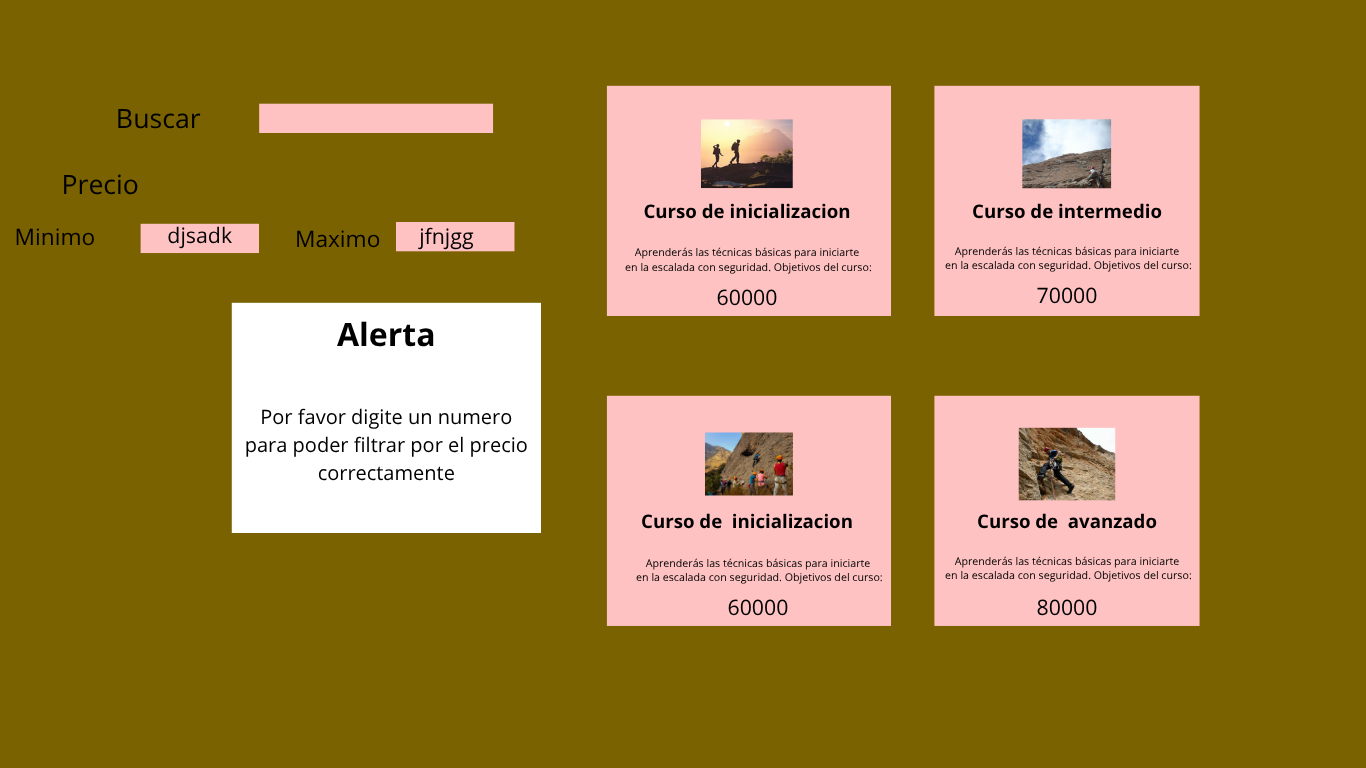 Buscar
Precio
Minimo
djsadk
Maximo
jfnjgg
Alerta
Por favor digite un numero
para poder filtrar por el precio
correctamente
Curso de inicializacion
Aprenderás las técnicas básicas para iniciarte
en la escalada con seguridad. Objetivos del curso:
60000
Curso de intermedio
Aprenderás las técnicas básicas para iniciarte
en la escalada con seguridad. Objetivos del curso:
70000
Curso de  inicializacion
Aprenderás las técnicas básicas para iniciarte
en la escalada con seguridad. Objetivos del curso:
60000
Curso de  avanzado
Aprenderás las técnicas básicas para iniciarte
en la escalada con seguridad. Objetivos del curso:
80000